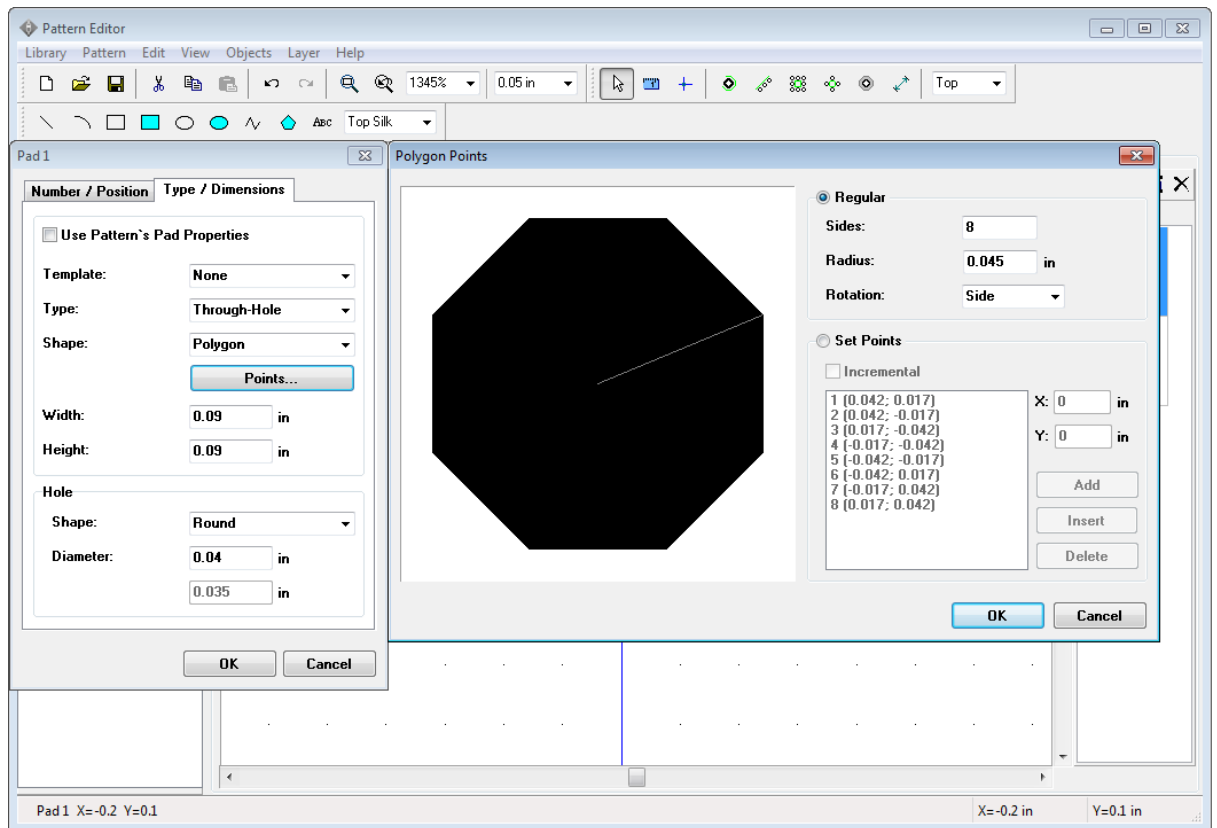 Pattern Editor
Library Pattern Edit View Objects Layer Help
1345% 0.05 in Top
ABC Top Silk
Pad 1
Number / Position Type / Dimensions
Use Pattern`s Pad Properties
Template: None
Type: Through-Hole
Shape: Polygon
Points...
Width: 0.09 in
Height: 0.09 in
Hole
Shape: Round
Diameter: 0.04 in
0.035 in
OK Cancel
Polygon Points
Regular
Sides: 8
Radius: 0.045 in
Rotation: Side
Set Points
Incremental
1 (0.042; 0.017)
2 (0.042; -0.017)
3 (0.017; -0.042)
4 (-0.017; -0.042)
5 (-0.042; -0.017)
6 (-0.042; 0.017)
7 (-0.017; 0.042)
8 (0.017; 0.042)
X: 0 in
Y: 0 in
Add
Insert
Delete
OK Cancel
Pad 1 X=-0.2 Y=0.1
X=-0.2 in Y=0.1 in